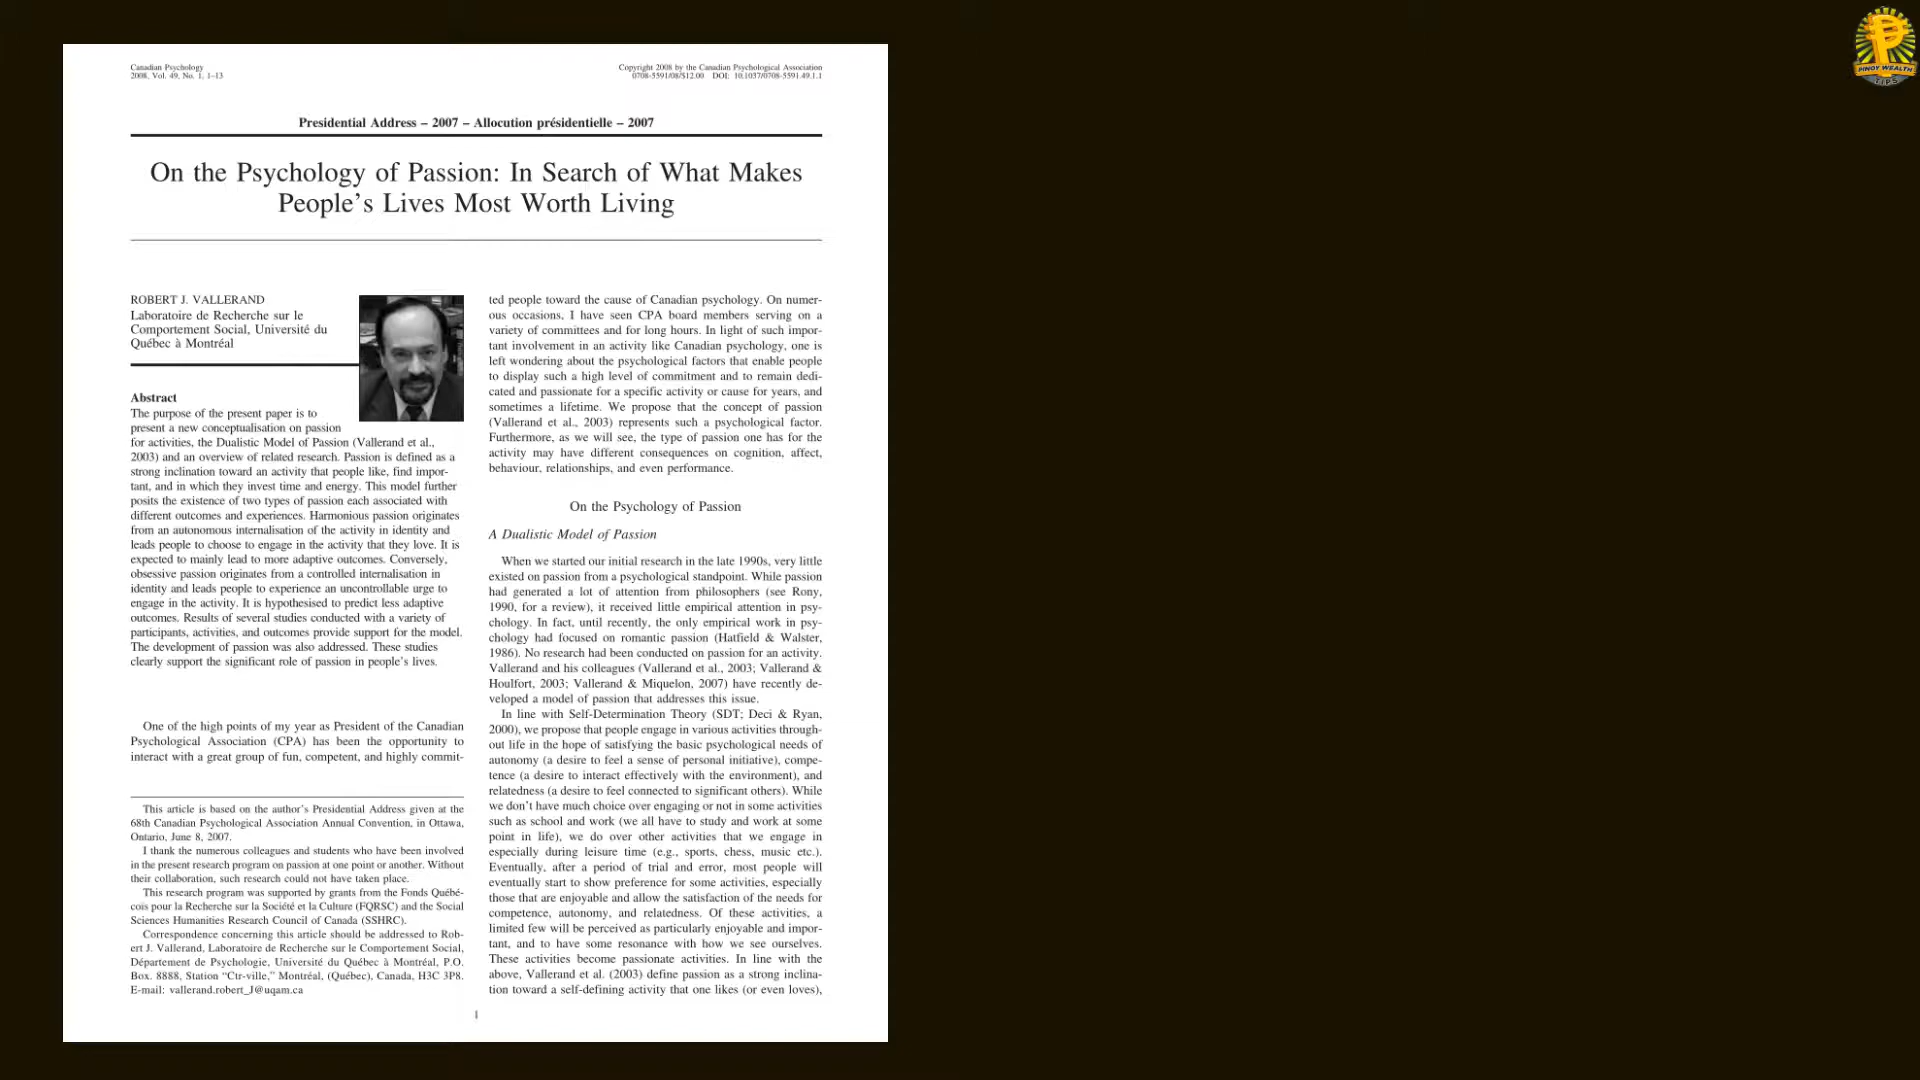 Canadian Psychology
2008, Vol. 49, No. 1, 1–13
Copyright 2008 by the Canadian Psychological Association
0708-5591/08/$12.00 DOI: 10.1037/0708-5591.49.1.1
Presidential Address – 2007 – Allocution présidentielle – 2007
On the Psychology of Passion: In Search of What Makes
People's Lives Most Worth Living
ROBERT J. VALLERAND
Laboratoire de Recherche sur le
Comportement Social, Université du
Québec à Montréal
Abstract
The purpose of the present paper is to
present a new conceptualisation on passion
for activities, the Dualistic Model of Passion (Vallerand et al.,
2003) and an overview of related research. Passion is defined as a
strong inclination toward an activity that people like, find impor-
tant, and in which they invest time and energy. This model further
posits the existence of two types of passion each associated with
different outcomes and experiences. Harmonious passion originates
from an autonomous internalisation of the activity in identity and
leads people to choose to engage in the activity that they love. It is
expected to mainly lead to more adaptive outcomes. Conversely,
obsessive passion originates from a controlled internalisation in
identity and leads people to experience an uncontrollable urge to
engage in the activity. It is hypothesised to predict less adaptive
outcomes. Results of several studies conducted with a variety of
participants, activities, and outcomes provide support for the model.
The development of passion was also addressed. These studies
clearly support the significant role of passion in people's lives.
One of the high points of my year as President of the Canadian
Psychological Association (CPA) has been the opportunity to
interact with a great group of fun, competent, and highly commit-
This article is based on the author's Presidential Address given at the
68th Canadian Psychological Association Annual Convention, in Ottawa,
Ontario, June 8, 2007.
I thank the numerous colleagues and students who have been involved
in the present research program on passion at one point or another. Without
their collaboration, such research could not have taken place.
This research program was supported by grants from the Fonds Québé-
cois pour la Recherche sur la Société et la Culture (FQRSC) and the Social
Sciences Humanities Research Council of Canada (SSHRC).
Correspondence concerning this article should be addressed to Rob-
ert J. Vallerand, Laboratoire de Recherche sur le Comportement Social,
Département de Psychologie, Université du Québec à Montréal, P.O.
Box. 8888, Station "Ctr-ville," Montréal, (Québec), Canada, H3C 3P8.
E-mail: vallerand.robert_J@uqam.ca
ted people toward the cause of Canadian psychology. On numer-
ous occasions, I have seen CPA board members serving on a
variety of committees and for long hours. In light of such impor-
tant involvement in an activity like Canadian psychology, one is
left wondering about the psychological factors that enable people
to display such a high level of commitment and to remain dedi-
cated and passionate for a specific activity or cause for years, and
sometimes a lifetime. We propose that the concept of passion
(Vallerand et al., 2003) represents such a psychological factor.
Furthermore, as we will see, the type of passion one has for the
activity may have different consequences on cognition, affect,
behaviour, relationships, and even performance.
On the Psychology of Passion
A Dualistic Model of Passion
When we started our initial research in the late 1990s, very little
existed on passion from a psychological standpoint. While passion
had generated a lot of attention from philosophers (see Rony,
1990, for a review), it received little empirical attention in psy-
chology. In fact, until recently, the only empirical work in psy-
chology had focused on romantic passion (Hatfield & Walster,
1986). No research had been conducted on passion for an activity.
Vallerand and his colleagues (Vallerand et al., 2003; Vallerand &
Houlfort, 2003; Vallerand & Miquelon, 2007) have recently de-
veloped a model of passion that addresses this issue.
In line with Self-Determination Theory (SDT; Deci & Ryan,
2000), we propose that people engage in various activities through-
out life in the hope of satisfying the basic psychological needs of
autonomy (a desire to feel a sense of personal initiative), compe-
tence (a desire to interact effectively with the environment), and
relatedness (a desire to feel connected to significant others). While
we don't have much choice over engaging or not in some activities
such as school and work (we all have to study and work at some
point in life), we do over other activities that we engage in
especially during leisure time (e.g., sports, chess, music etc.).
Eventually, after a period of trial and error, most people will
eventually start to show preference for some activities, especially
those that are enjoyable and allow the satisfaction of the needs for
competence, autonomy, and relatedness. Of these activities, a
limited few will be perceived as particularly enjoyable and impor-
tant, and to have some resonance with how we see ourselves.
These activities become passionate activities. In line with the
above, Vallerand et al. (2003) define passion as a strong inclina-
tion toward a self-defining activity that one likes (or even loves),
1
PINOY WEALTH
TIPS